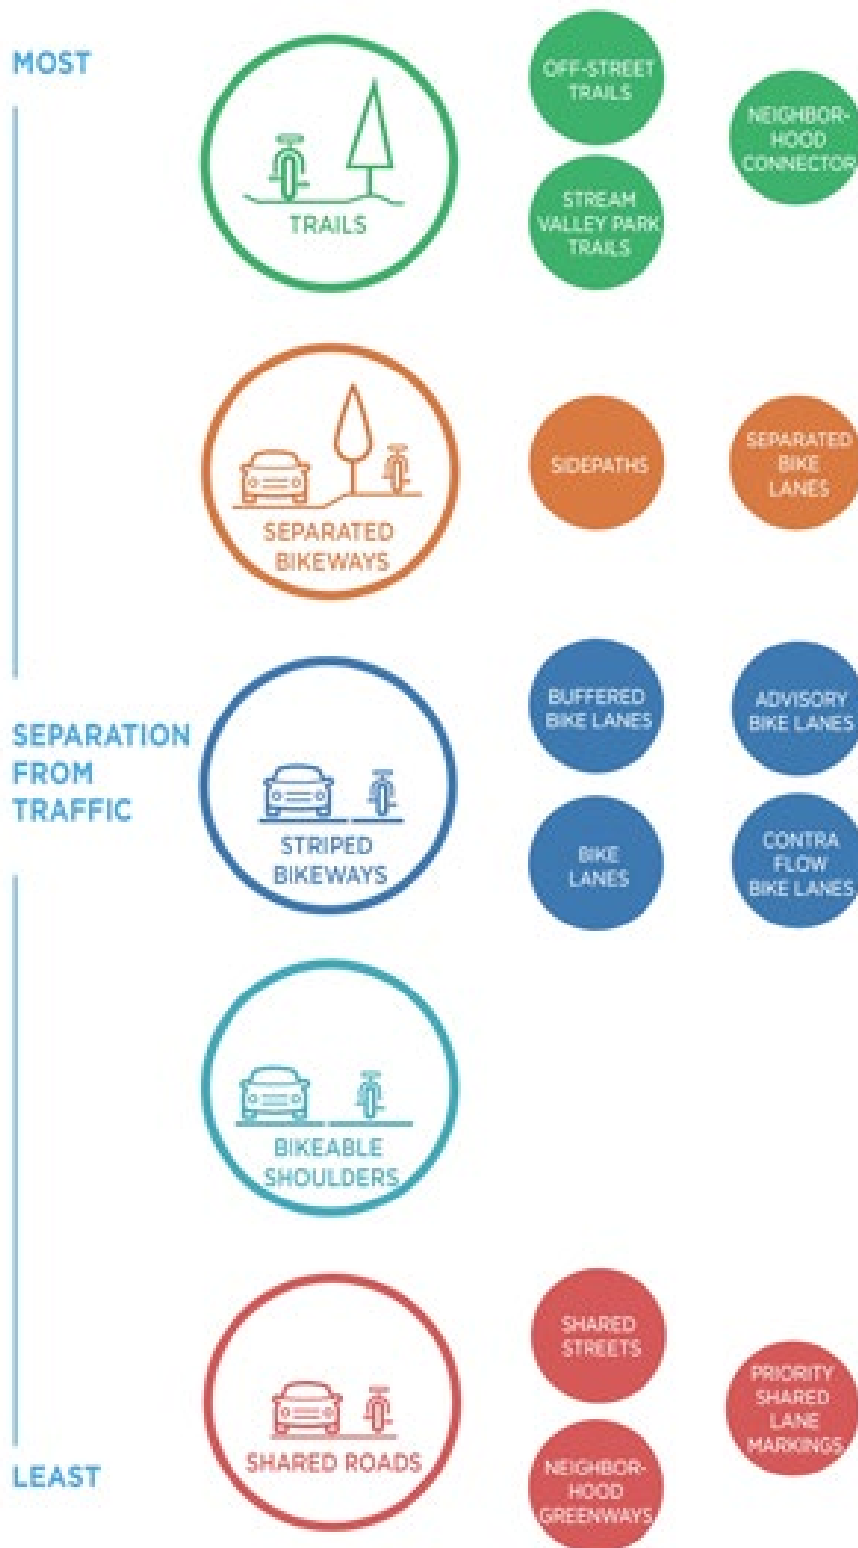 MOST
TRAILS
OFF-STREET
TRAILS
STREAM
VALLEY PARK
TRAILS
NEIGHBOR-
HOOD
CONNECTOR
SEPARATED
BIKEWAYS
SIDEPATHS
SEPARATED
BIKE
LANES
SEPARATION
FROM
TRAFFIC
STRIPED
BIKEWAYS
BUFFERED
BIKE LANES
ADVISORY
BIKE LANES
BIKE
LANES
CONTRA
FLOW
BIKE LANES
BIKEABLE
SHOULDERS
SHARED ROADS
SHARED
STREETS
NEIGHBOR-
HOOD
GREENWAYS
PRIORITY
SHARED
LANE
MARKINGS
LEAST